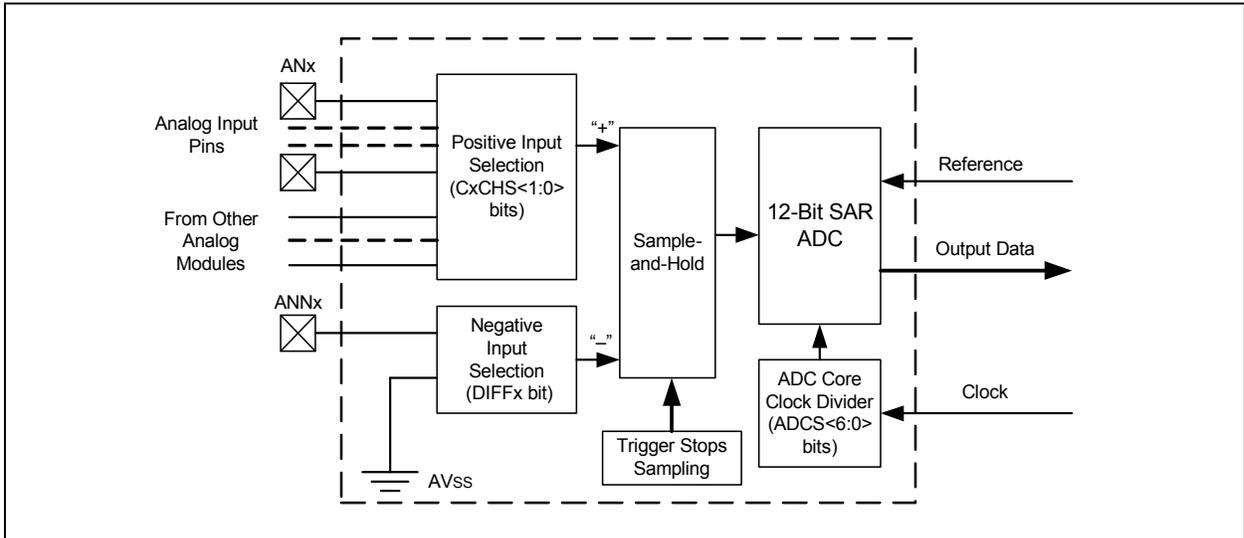 ANx
Analog Input
Pins
From Other
Analog
Modules
ANNx
Positive Input
Selection
(CxCHS<1:0>
bits)
“+”
Negative
Input
Selection
(DIFFx bit)
“–”
AVSS
Sample-
and-Hold
Trigger Stops
Sampling
12-Bit SAR
ADC
ADC Core
Clock Divider
(ADCS<6:0>
bits)
Reference
Output Data
Clock